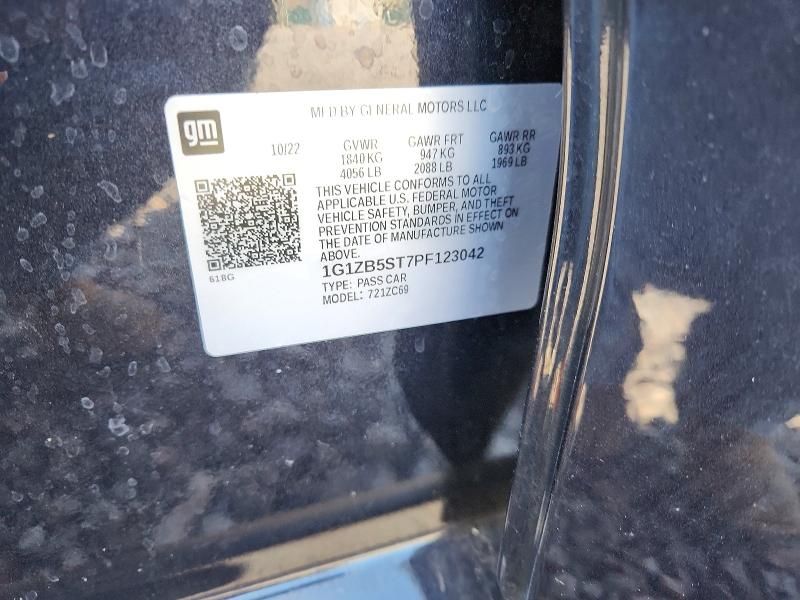 gm
MFD BY GENERAL MOTORS LLC
10/22 GVWR GAWR FRT GAWR RR
1840 KG 947 KG 893 KG
4056 LB 2088 LB 1969 LB
THIS VEHICLE CONFORMS TO ALL
APPLICABLE U.S. FEDERAL MOTOR
VEHICLE SAFETY, BUMPER, AND THEFT
PREVENTION STANDARDS IN EFFECT ON
THE DATE OF MANUFACTURE SHOWN
ABOVE.
618G
1G1ZB5ST7PF123042
TYPE: PASS CAR
MODEL: 721ZC69